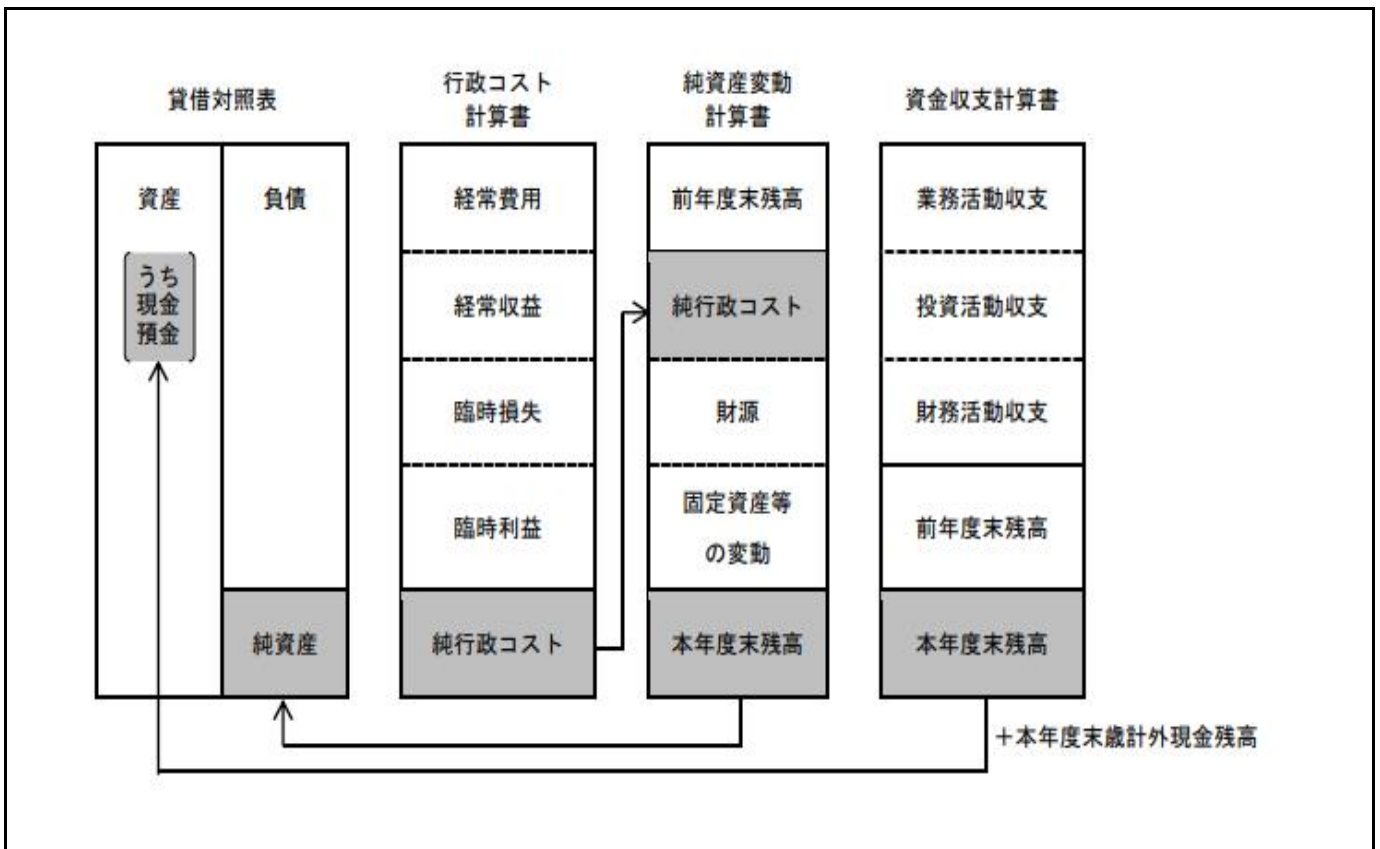 貸借対照表
行政コスト
計算書
純資産変動
計算書
資金収支計算書
資産
うち
現金
預金
負債
純資産
経常費用
経常収益
臨時損失
臨時利益
純行政コスト
前年度末残高
純行政コスト
財源
固定資産等
の変動
本年度末残高
業務活動収支
投資活動収支
財務活動収支
前年度末残高
本年度末残高
+本年度末歳計外現金残高